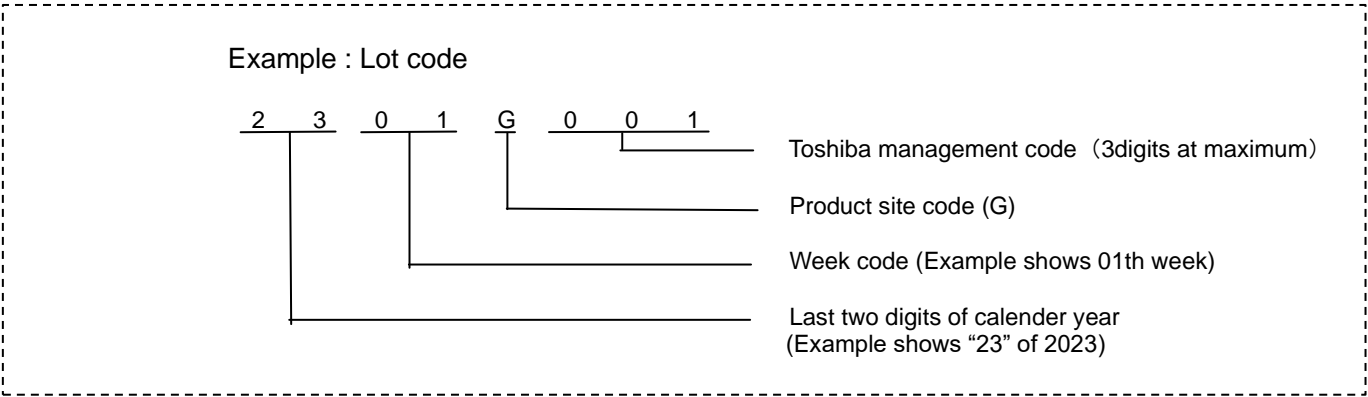 Example : Lot code
2 3 0 1 G 0 0 1
Toshiba management code（3digits at maximum）
Product site code (G)
Week code (Example shows 01th week)
Last two digits of calender year
(Example shows “23” of 2023)